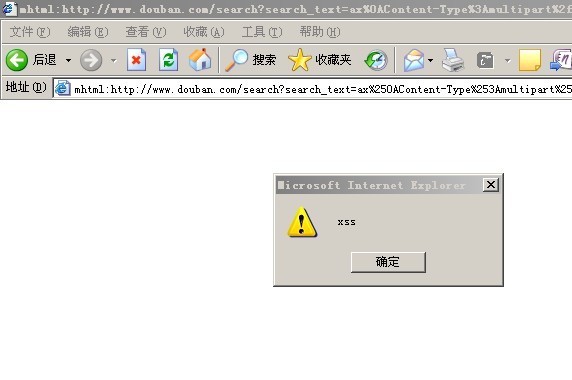 mhtml:http://www.douban.com/search?search_text=ax%0AContent-Type%3Amultipart%2f
文件(F) 编辑(E) 查看(V) 收藏(A) 工具(T) 帮助(H)
后退 搜索 收藏夹
地址(D) mhtml:http://www.douban.com/search?search_text=ax%250AContent-Type%253Amultipart%25
Microsoft Internet Explorer
xss
确定